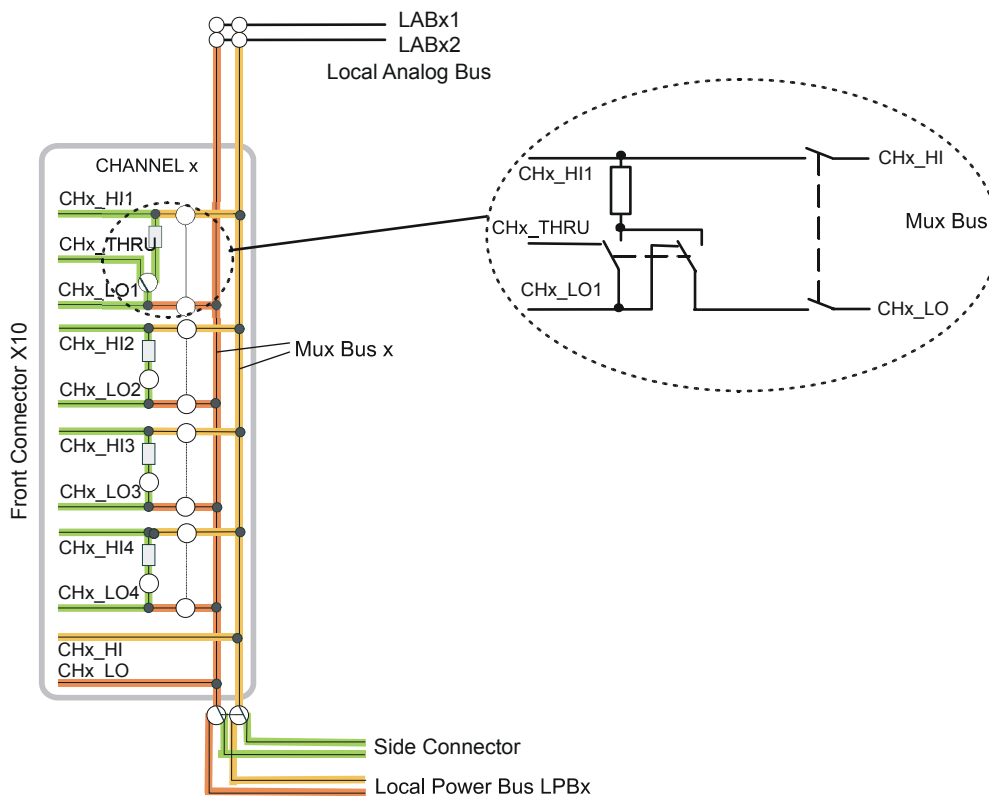 LABx1
LABx2
Local Analog Bus
CHANNEL x
CHx_HI1
CHx_THRU
CHx_LO1
CHx_HI2
CHx_LO2
CHx_HI3
CHx_LO3
CHx_HI4
CHx_LO4
CHx_HI
CHx_LO
Front Connector X10
Mux Bus x
CHx_HI1
CHx_THRU
CHx_LO1
CHx_HI
Mux Bus
CHx_LO
Side Connector
Local Power Bus LPBx